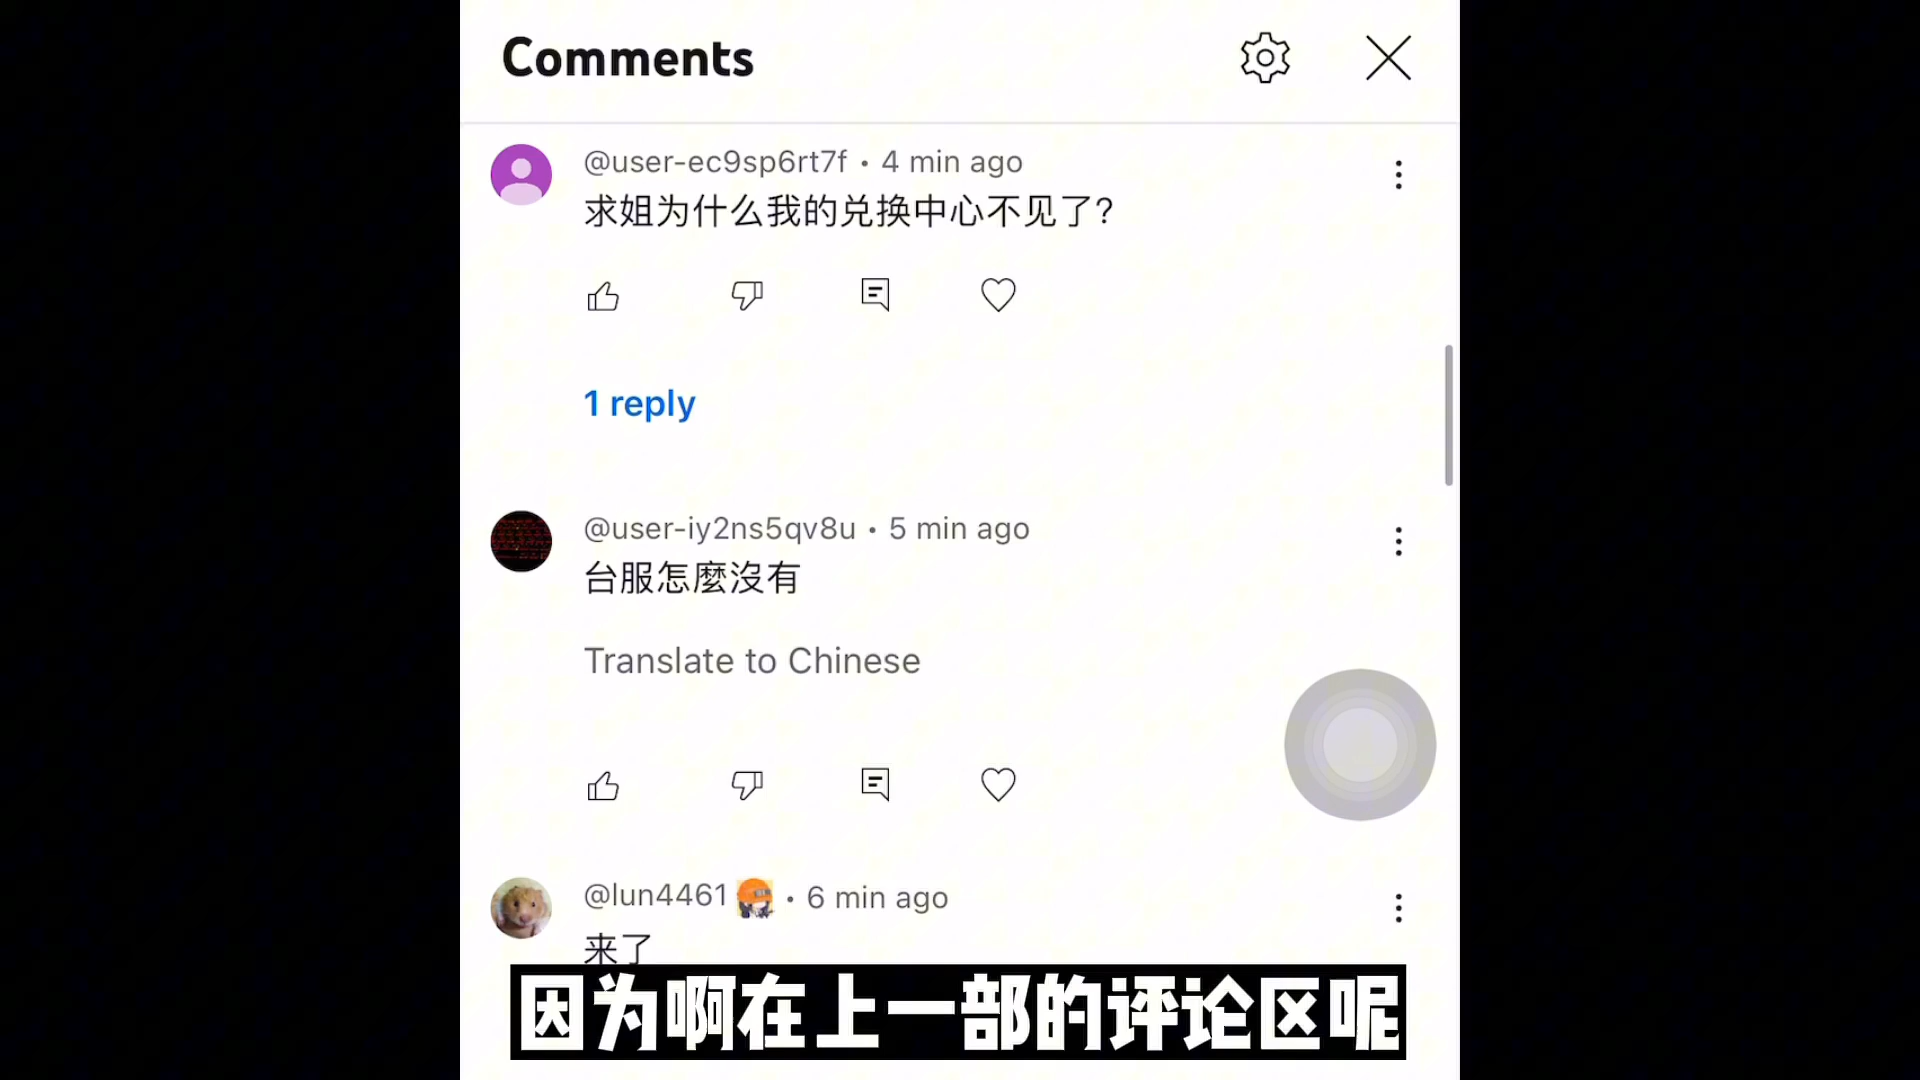 Comments
@user-ec9sp6rt7f • 4 min ago
求姐为什么我的兑换中心不见了?
1 reply
@user-iy2ns5qv8u • 5 min ago
台服怎麼沒有
Translate to Chinese
@lun4461 • 6 min ago
来了
因为啊在上一部的评论区呢